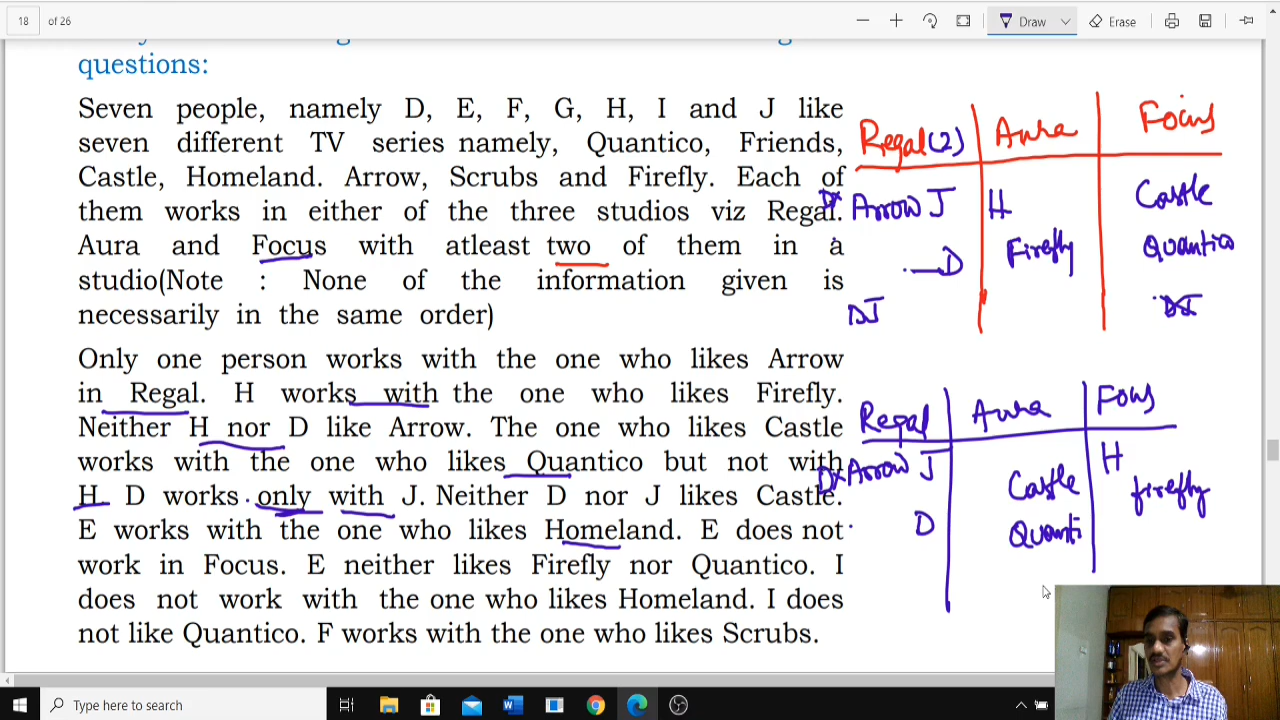 18 of 26
Draw
Erase
questions:
Seven people, namely D, E, F, G, H, I and J like
seven different TV series namely, Quantico, Friends,
Castle, Homeland. Arrow, Scrubs and Firefly. Each of
them works in either of the three studios viz Regal.
Aura and Focus with atleast two of them in a
studio(Note : None of the information given is
necessarily in the same order)
Only one person works with the one who likes Arrow
in Regal. H works with the one who likes Firefly.
Neither H nor D like Arrow. The one who likes Castle
works with the one who likes Quantico but not with
H. D works only with J. Neither D nor J likes Castle.
E works with the one who likes Homeland. E does not
work in Focus. E neither likes Firefly nor Quantico. I
does not work with the one who likes Homeland. I does
not like Quantico. F works with the one who likes Scrubs.
Regal(2) Aura Focus
Dx Arrow J H Castle
D Firefly Quantico
DJ DJ
Regal Aura Focus
Dx Arrow J Castle H
D Quanti firefly
Type here to search